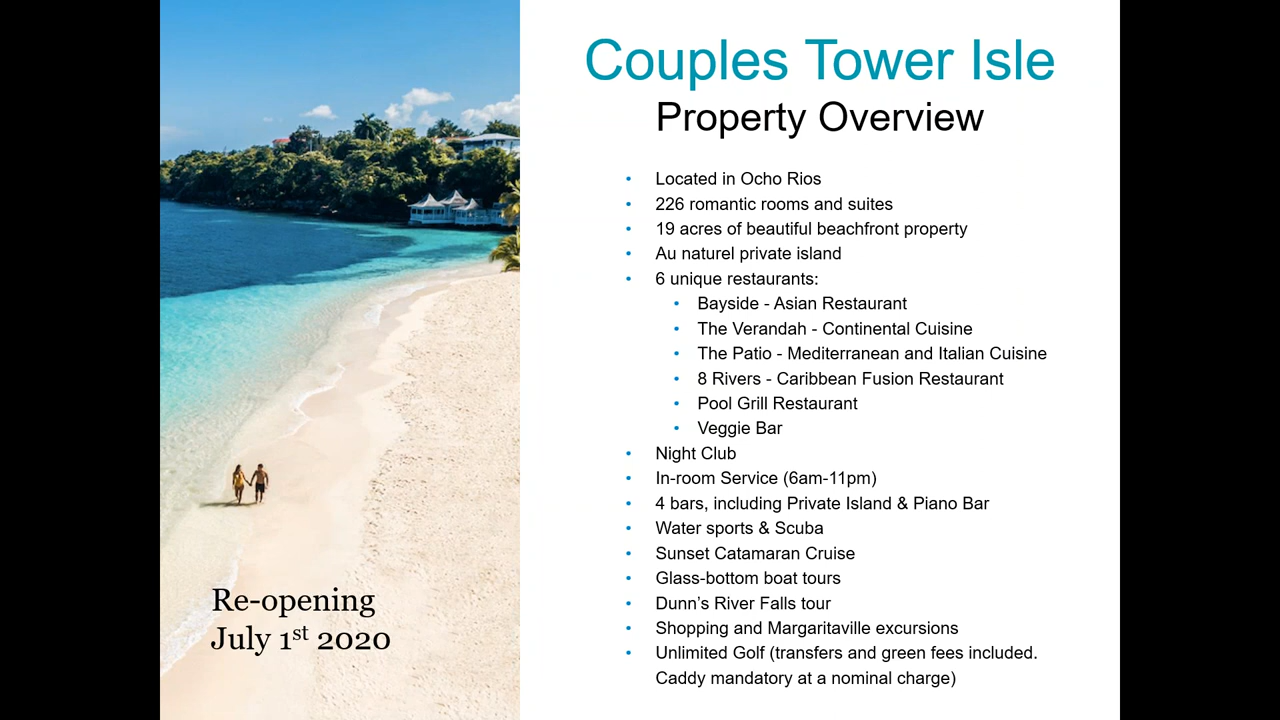 Couples Tower Isle
Property Overview
• Located in Ocho Rios
• 226 romantic rooms and suites
• 19 acres of beautiful beachfront property
• Au naturel private island
• 6 unique restaurants:
• Bayside - Asian Restaurant
• The Verandah - Continental Cuisine
• The Patio - Mediterranean and Italian Cuisine
• 8 Rivers - Caribbean Fusion Restaurant
• Pool Grill Restaurant
• Veggie Bar
• Night Club
• In-room Service (6am-11pm)
• 4 bars, including Private Island & Piano Bar
• Water sports & Scuba
• Sunset Catamaran Cruise
• Glass-bottom boat tours
• Dunn’s River Falls tour
• Shopping and Margaritaville excursions
• Unlimited Golf (transfers and green fees included.
Caddy mandatory at a nominal charge)
Re-opening
July 1st 2020